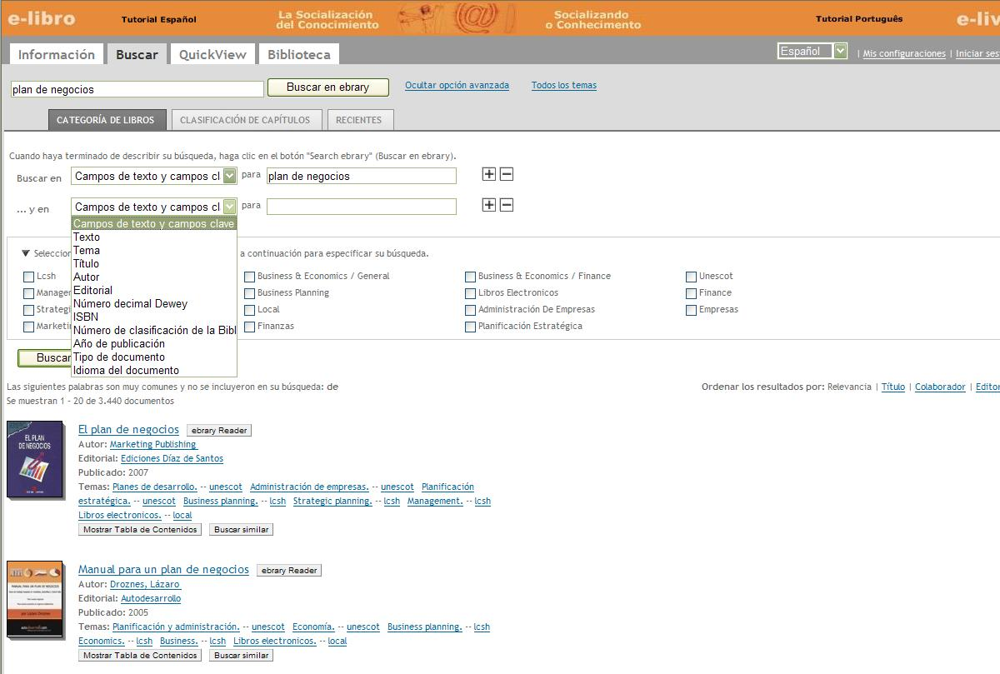 e-libro Tutorial Español La Socialización del Conocimiento Socializando o Conhecimento Tutorial Português e-liv
Información Buscar QuickView Biblioteca Español | Mis configuraciones | Iniciar ses
plan de negocios Buscar en ebrary Ocultar opción avanzada Todos los temas
CATEGORÍA DE LIBROS CLASIFICACIÓN DE CAPÍTULOS RECIENTES
Cuando haya terminado de describir su búsqueda, haga clic en el botón "Search ebrary" (Buscar en ebrary).
Buscar en Campos de texto y campos cl para plan de negocios
... y en Campos de texto y campos cl para
Campos de texto y campos clave
Texto
Tema
Título
Autor
Editorial
Número decimal Dewey
ISBN
Número de clasificación de la Bibl
Año de publicación
Tipo de documento
Idioma del documento
Seleccion a continuación para especificar su búsqueda.
Lcsh Business & Economics / General Business & Economics / Finance Unescot
Manager Business Planning Libros Electronicos Finance
Strategi Local Administración De Empresas Empresas
Marketin Finanzas Planificación Estratégica
Buscar
Las siguientes palabras son muy comunes y no se incluyeron en su búsqueda: de Ordenar los resultados por: Relevancia | Título | Colaborador | Editor
Se muestran 1 - 20 de 3.440 documentos
EL PLAN
DE NEGOCIOS
El plan de negocios ebrary Reader
Autor: Marketing Publishing
Editorial: Ediciones Díaz de Santos
Publicado: 2007
Temas: Planes de desarrollo. -- unescot Administración de empresas. -- unescot Planificación
estratégica. -- unescot Business planning. -- lcsh Strategic planning. -- lcsh Management. -- lcsh
Libros electronicos. -- local
Mostrar Tabla de Contenidos Buscar similar
MANUAL PARA UN PLAN DE NEGOCIOS
Manual para un plan de negocios ebrary Reader
Autor: Droznes, Lázaro
Editorial: Autodesarrollo
Publicado: 2005
Temas: Planificación y administración. -- unescot Economía. -- unescot Business planning. -- lcsh
Economics. -- lcsh Business. -- lcsh Libros electronicos. -- local
Mostrar Tabla de Contenidos Buscar similar